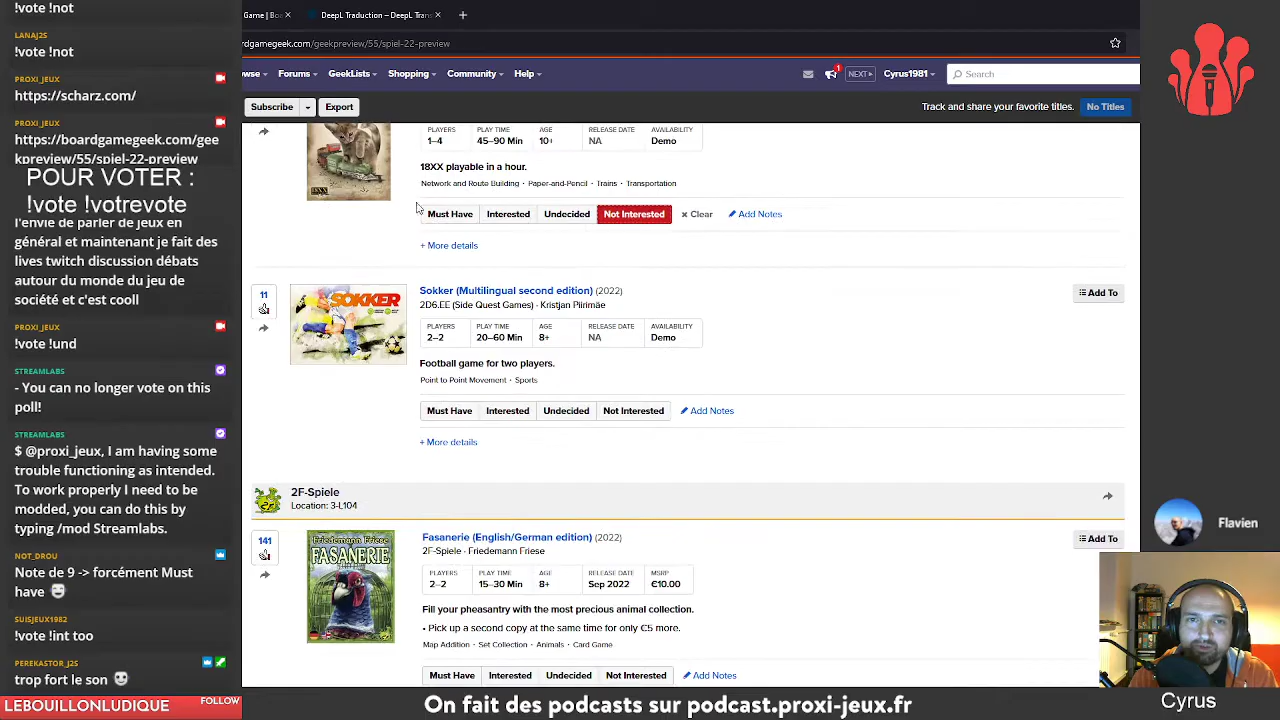 !vote !not
LANAJ2S
!vote !not
PROXI_JEUX
https://scharz.com/
PROXI_JEUX
https://boardgamegeek.com/gee
kpreview/55/spiel-22-preview
POUR VOTER :
!vote !votrevote
l'envie de parler de jeux en
général et maintenant je fait des
lives twitch discussion débats
autour du monde du jeu de
société et c'est cooll
PROXI_JEUX
!vote !und
STREAMLABS
- You can no longer vote on this
poll!
STREAMLABS
$ @proxi_jeux, I am having some
trouble functioning as intended.
To work properly I need to be
modded, you can do this by
typing /mod Streamlabs.
NOT_DROU
Note de 9 -> forcément Must
have
SUISJEUX1982
!vote !int too
PEREKASTOR_J2S
trop fort le son
LEBOUILLONLUDIQUE FOLLOW
Game | Boa
DeepL Traduction – DeepL Trans
rdgamegeek.com/geekpreview/55/spiel-22-preview
wse Forums GeekLists Shopping Community Help
1 NEXT Cyrus1981 Search
Subscribe Export Track and share your favorite titles. No Titles
PLAYERS PLAY TIME AGE RELEASE DATE AVAILABILITY
1–4 45–90 Min 10+ NA Demo
18XX playable in a hour.
Network and Route Building • Paper-and-Pencil • Trains • Transportation
Must Have Interested Undecided Not Interested Clear Add Notes
+ More details
11
SOKKER
Sokker (Multilingual second edition) (2022)
Add To
2D6.EE (Side Quest Games) • Kristjan Piirimäe
PLAYERS PLAY TIME AGE RELEASE DATE AVAILABILITY
2–2 20–60 Min 8+ NA Demo
Football game for two players.
Point to Point Movement • Sports
Must Have Interested Undecided Not Interested Add Notes
+ More details
2F-Spiele
Location: 3-L104
141
Friedemann Friese
FASANERIE
Fasanerie (English/German edition) (2022)
Add To
2F-Spiele • Friedemann Friese
PLAYERS PLAY TIME AGE RELEASE DATE MSRP
2–2 15–30 Min 8+ Sep 2022 €10.00
Fill your pheasantry with the most precious animal collection.
• Pick up a second copy at the same time for only €5 more.
Map Addition • Set Collection • Animals • Card Game
Must Have Interested Undecided Not Interested Add Notes
Flavien
On fait des podcasts sur podcast.proxi-jeux.fr
Cyrus